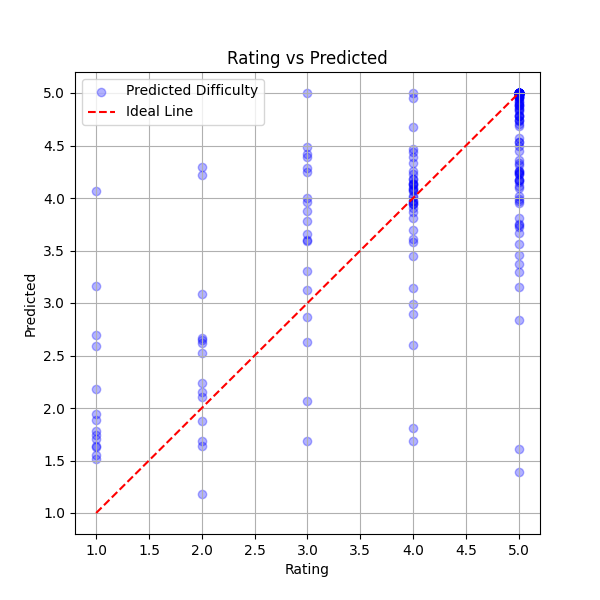 Rating vs Predicted
Predicted Difficulty
Ideal Line
5.0
4.5
4.0
3.5
3.0
2.5
2.0
1.5
1.0
Predicted
1.0 1.5 2.0 2.5 3.0 3.5 4.0 4.5 5.0
Rating